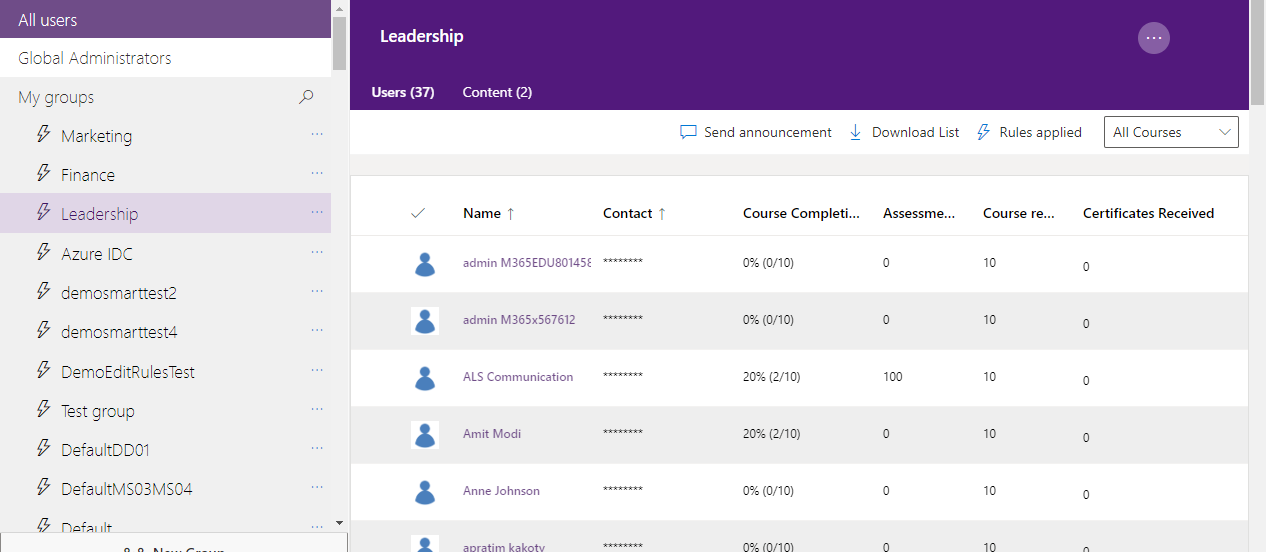 All users
Global Administrators
My groups
Marketing
Finance
Leadership
Azure IDC
demosmarttest2
demosmarttest4
DemoEditRulesTest
Test group
DefaultDD01
DefaultMS03MS04
Default
New Group
Leadership
Users (37) Content (2)
Send announcement Download List Rules applied All Courses
Name Contact Course Completi... Assessme... Course re... Certificates Received
admin M365EDU801458 ******** 0% (0/10) 0 10 0
admin M365x567612 ******** 0% (0/10) 0 10 0
ALS Communication ******** 20% (2/10) 100 10 0
Amit Modi ******** 20% (2/10) 0 10 0
Anne Johnson ******** 0% (0/10) 0 10 0
apratim kakoty ******** 0% (0/10) 0 10 0